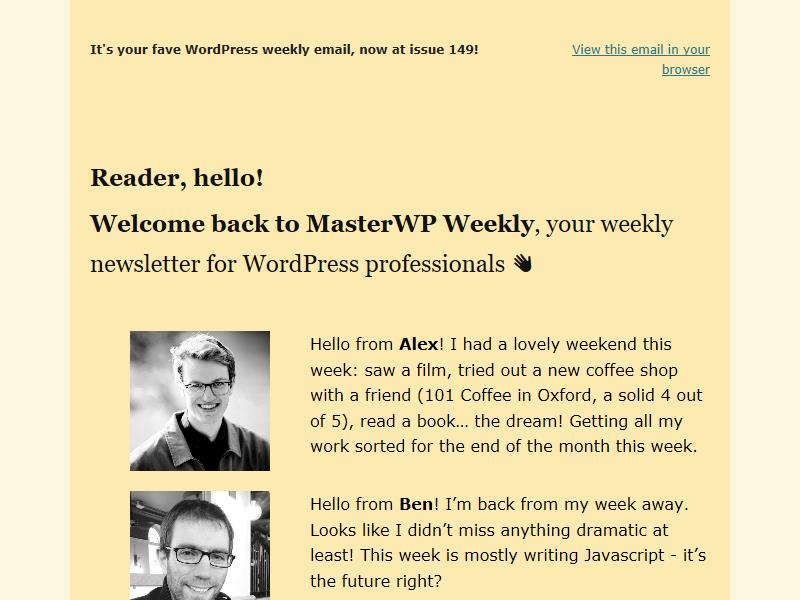 It's your fave WordPress weekly email, now at issue 149!
View this email in your
browser
Reader, hello!
Welcome back to MasterWP Weekly, your weekly
newsletter for WordPress professionals 👋
Hello from Alex! I had a lovely weekend this
week: saw a film, tried out a new coffee shop
with a friend (101 Coffee in Oxford, a solid 4 out
of 5), read a book… the dream! Getting all my
work sorted for the end of the month this week.
Hello from Ben! I’m back from my week away.
Looks like I didn’t miss anything dramatic at
least! This week is mostly writing Javascript - it’s
the future right?